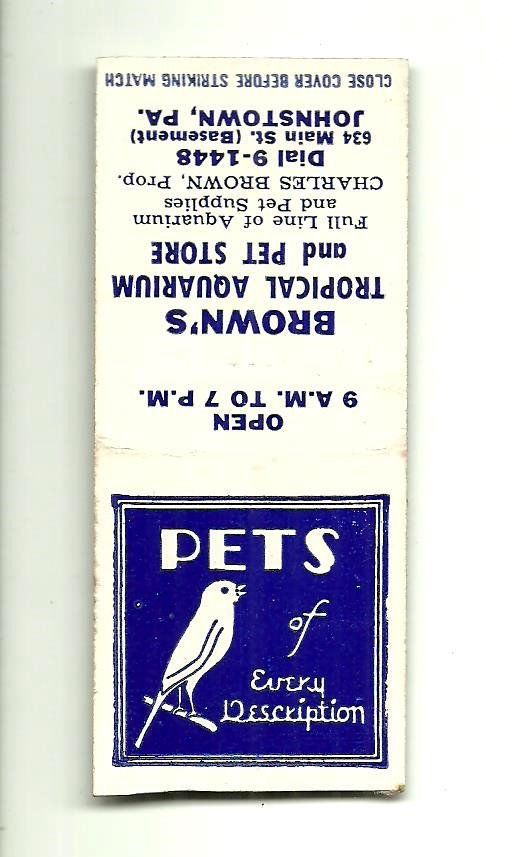 PETS
of
Every
Description
OPEN
9 A.M. TO 7 P.M.
BROWN'S
TROPICAL AQUARIUM
and PET STORE
Full Line of Aquarium
and Pet Supplies
CHARLES BROWN, Prop.
Dial 9-1448
634 Main St. (Basement)
JOHNSTOWN, PA.
CLOSE COVER BEFORE STRIKING MATCH